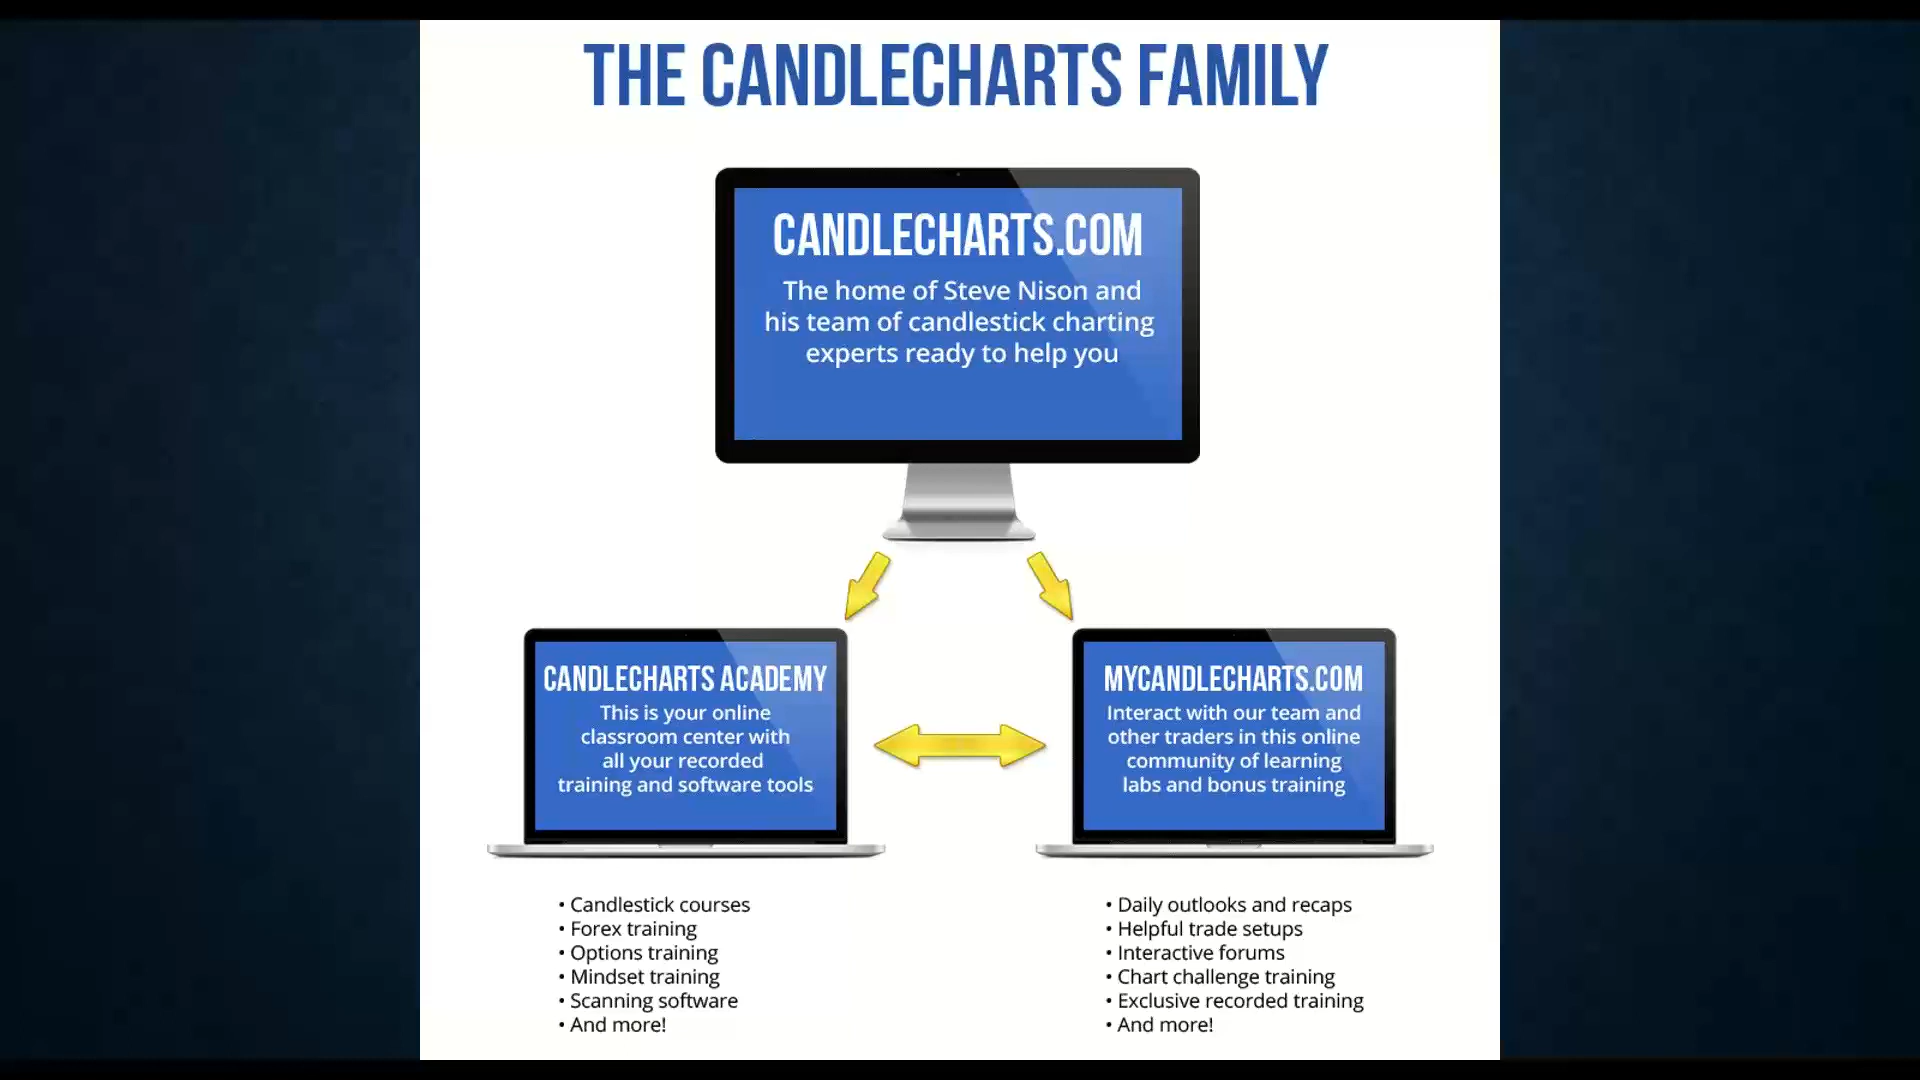 THE CANDLECHARTS FAMILY
CANDLECHARTS.COM
The home of Steve Nison and
his team of candlestick charting
experts ready to help you
CANDLECHARTS ACADEMY
This is your online
classroom center with
all your recorded
training and software tools
MYCANDLECHARTS.COM
Interact with our team and
other traders in this online
community of learning
labs and bonus training
• Candlestick courses
• Forex training
• Options training
• Mindset training
• Scanning software
• And more!
• Daily outlooks and recaps
• Helpful trade setups
• Interactive forums
• Chart challenge training
• Exclusive recorded training
• And more!